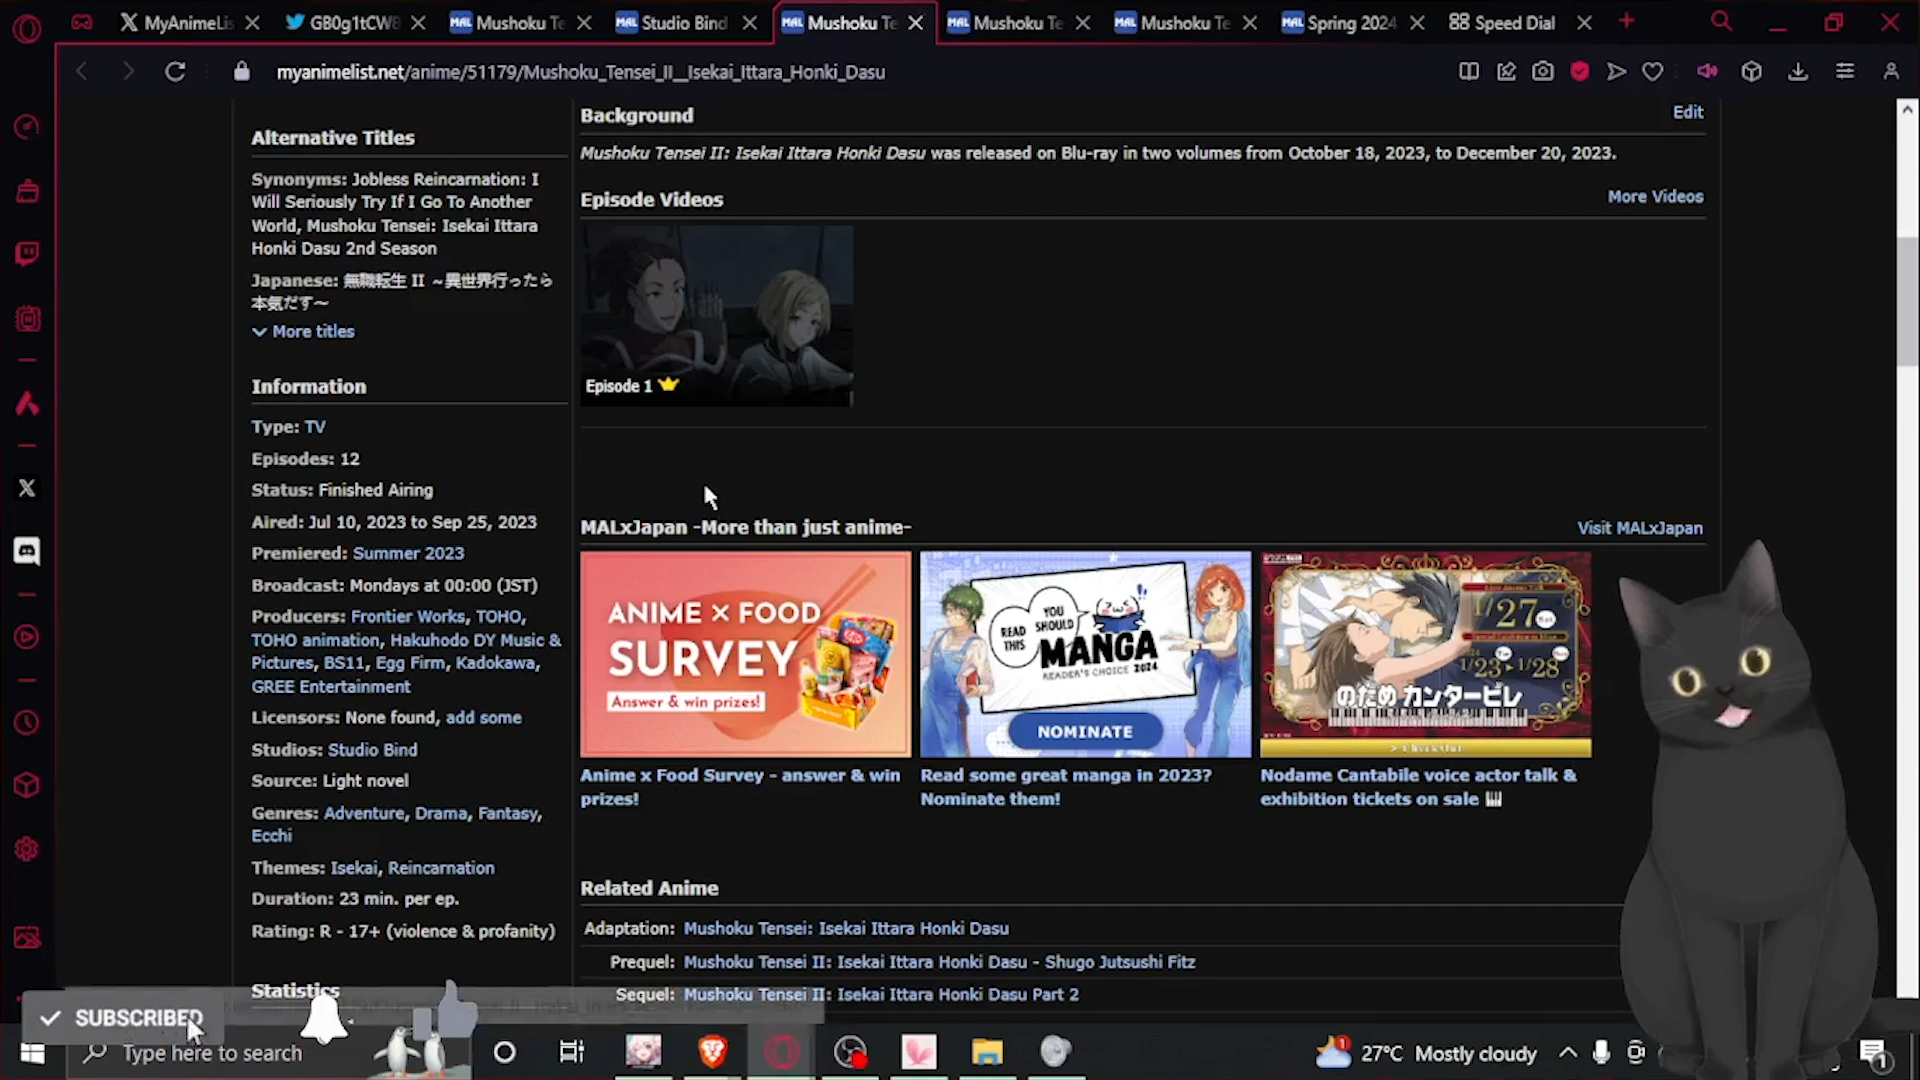 MyAnimeLis
GB0g1tCW8
MAL Mushoku Te
MAL Studio Bind
MAL Mushoku Te
MAL Mushoku Te
MAL Mushoku Te
MAL Spring 2024
Speed Dial
myanimelist.net/anime/51179/Mushoku_Tensei_II__Isekai_Ittara_Honki_Dasu
Alternative Titles
Synonyms: Jobless Reincarnation: I
Will Seriously Try If I Go To Another
World, Mushoku Tensei: Isekai Ittara
Honki Dasu 2nd Season
Japanese: 無職転生 II ~異世界行ったら
本気だす~
More titles
Information
Type: TV
Episodes: 12
Status: Finished Airing
Aired: Jul 10, 2023 to Sep 25, 2023
Premiered: Summer 2023
Broadcast: Mondays at 00:00 (JST)
Producers: Frontier Works, TOHO,
TOHO animation, Hakuhodo DY Music &
Pictures, BS11, Egg Firm, Kadokawa,
GREE Entertainment
Licensors: None found, add some
Studios: Studio Bind
Source: Light novel
Genres: Adventure, Drama, Fantasy,
Ecchi
Themes: Isekai, Reincarnation
Duration: 23 min. per ep.
Rating: R - 17+ (violence & profanity)
Statistics
Background
Edit
Mushoku Tensei II: Isekai Ittara Honki Dasu was released on Blu-ray in two volumes from October 18, 2023, to December 20, 2023.
Episode Videos
More Videos
Episode 1
MALxJapan -More than just anime-
Visit MALxJapan
ANIME × FOOD
SURVEY
Answer & win prizes!
YOU
SHOULD
READ
THIS
MANGA
READER'S CHOICE 2024
NOMINATE
1/27
1/23▸1/28
のだめ カンタービレ
> Check Out
Anime x Food Survey - answer & win
prizes!
Read some great manga in 2023?
Nominate them!
Nodame Cantabile voice actor talk &
exhibition tickets on sale
Related Anime
Adaptation: Mushoku Tensei: Isekai Ittara Honki Dasu
Prequel: Mushoku Tensei II: Isekai Ittara Honki Dasu - Shugo Jutsushi Fitz
Sequel: Mushoku Tensei II: Isekai Ittara Honki Dasu Part 2
SUBSCRIBED
Type here to search
1
27°C Mostly cloudy
1